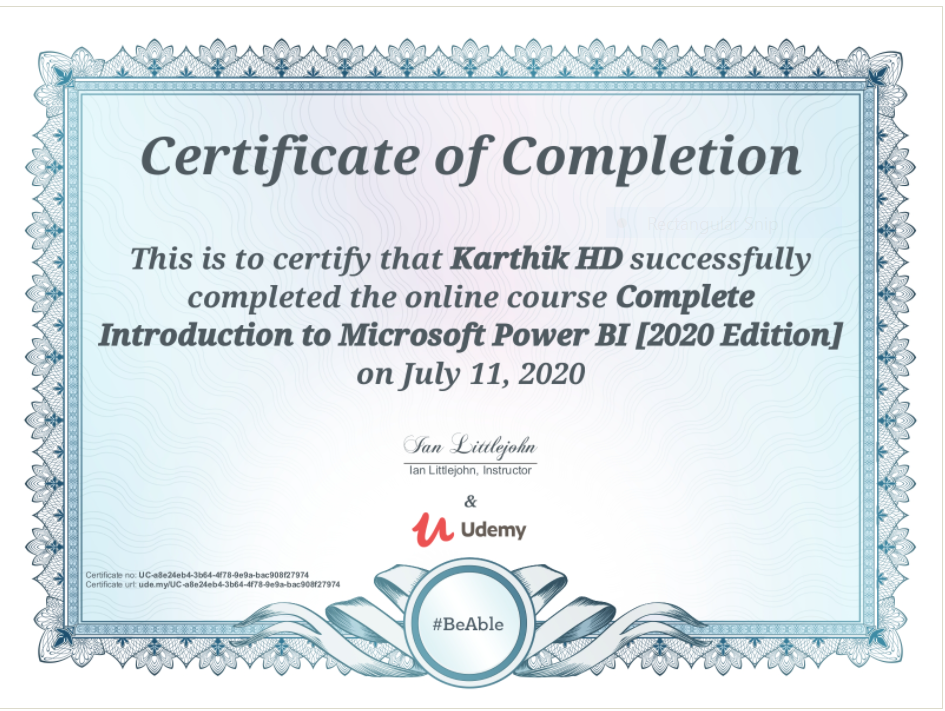 Certificate of Completion
Rectangular Snip
This is to certify that Karthik HD successfully
completed the online course Complete
Introduction to Microsoft Power BI [2020 Edition]
on July 11, 2020
Ian Littlejohn
Ian Littlejohn, Instructor
&
Udemy
Certificate no: UC-a8e24eb4-3b64-4f78-9e9a-bac908f27974
Certificate url: ude.my/UC-a8e24eb4-3b64-4f78-9e9a-bac908f27974
#BeAble